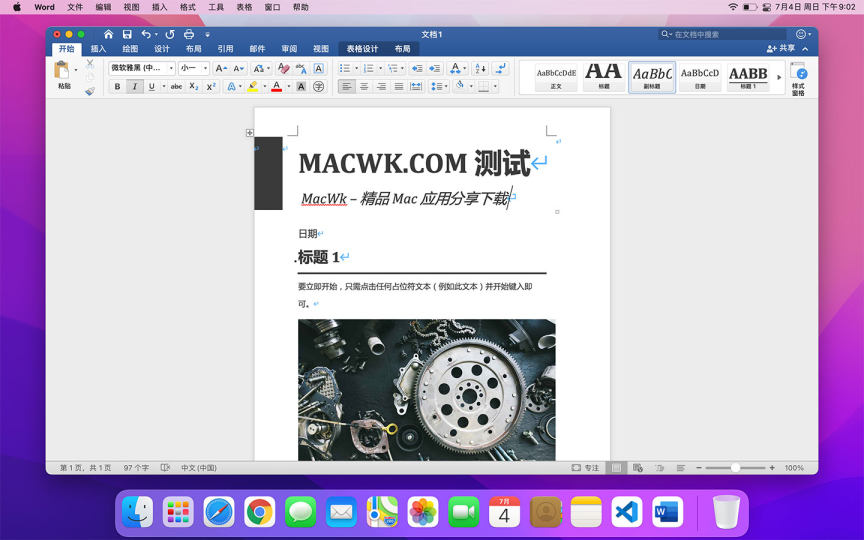 Word 文件 编辑 视图 插入 格式 工具 表格 窗口 帮助 7月4日 周日 下午9:02
文档1
在文档中搜索
开始 插入 绘图 设计 布局 引用 邮件 审阅 视图 表格设计 布局 共享
粘贴
微软雅黑 (中... 小一
B I U abc X₂ X²
AaBbCcDdE AA AaBbC AaBbCcD AABB
正文 标题 副标题 日期 标题 1
样式
窗格
MACWK.COM 测试
MacWk – 精品 Mac 应用分享下载
日期
标题 1
要立即开始，只需点击任何占位符文本（例如此文本）并开始键入即
可。
第1页，共1页 97个字 中文 (中国) 专注 100%
7月
4